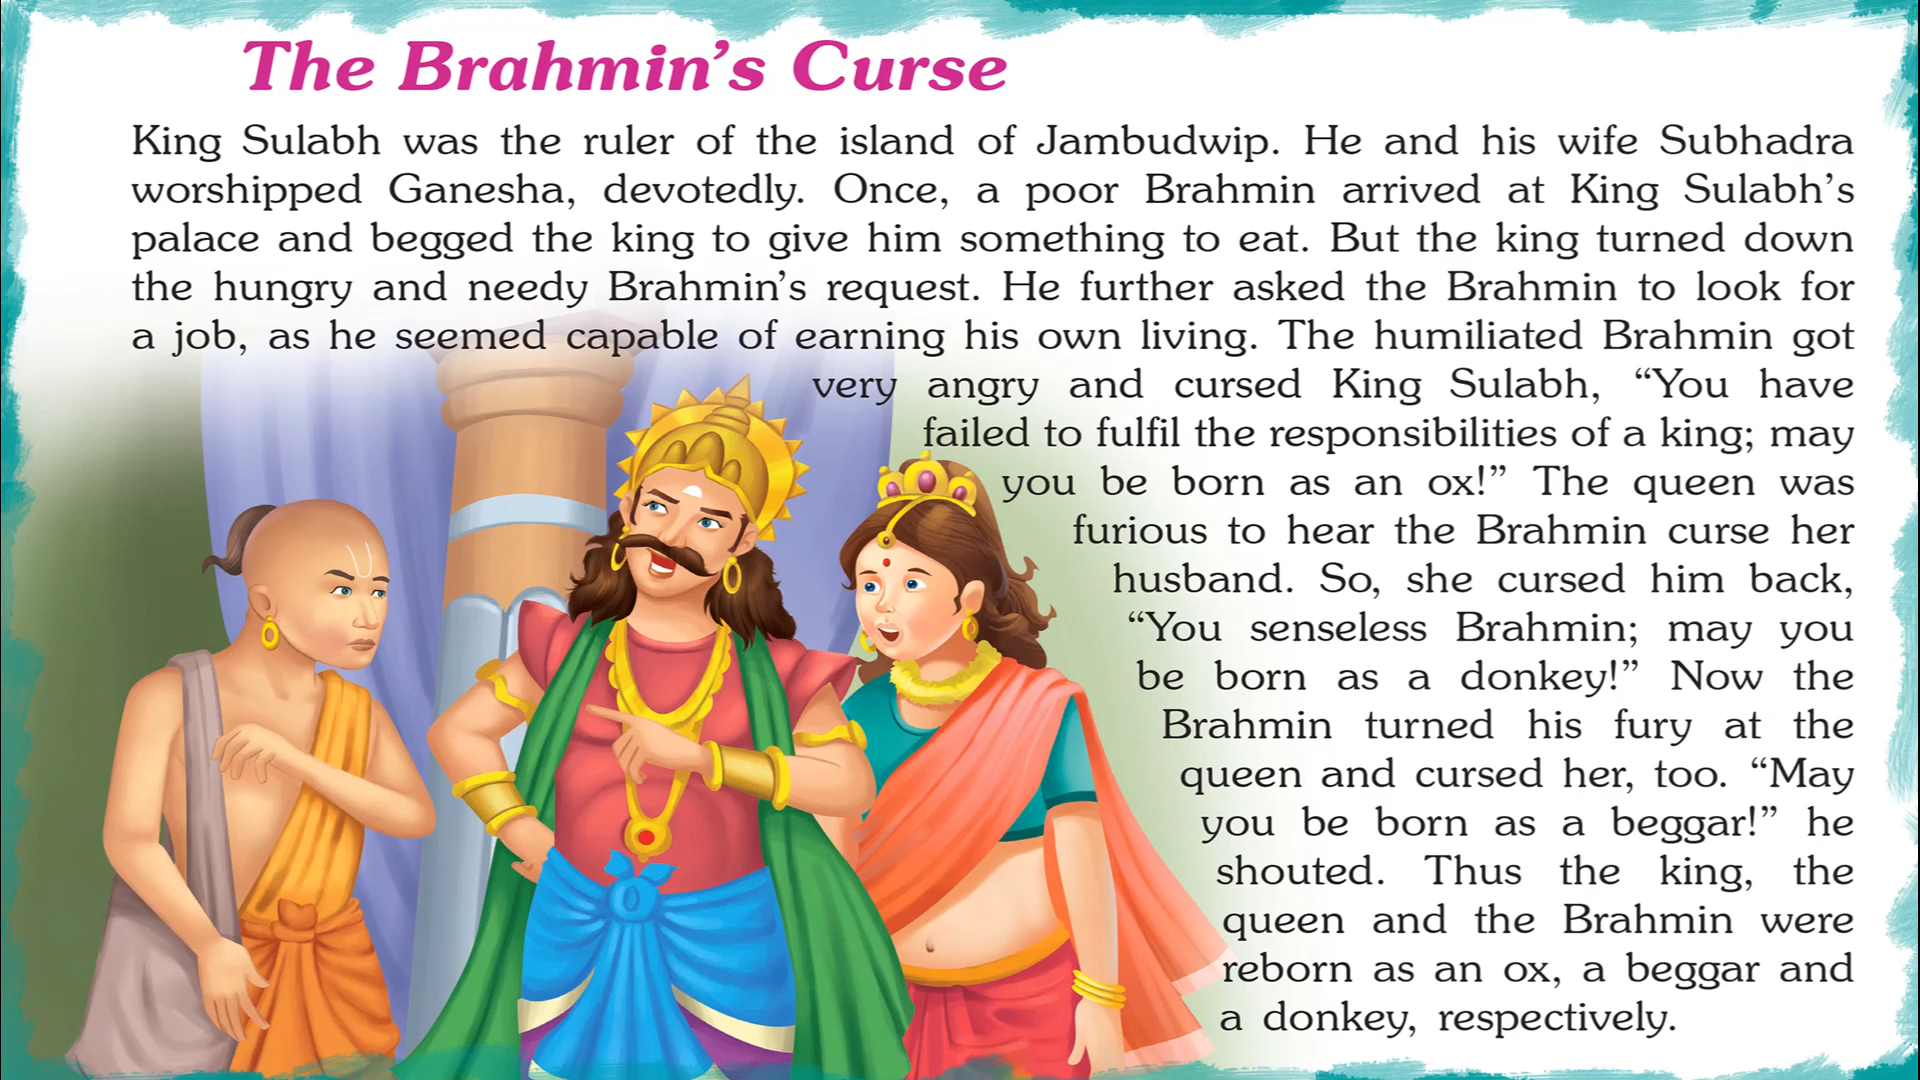 The Brahmin’s Curse
King Sulabh was the ruler of the island of Jambudwip. He and his wife Subhadra
worshipped Ganesha, devotedly. Once, a poor Brahmin arrived at King Sulabh’s
palace and begged the king to give him something to eat. But the king turned down
the hungry and needy Brahmin’s request. He further asked the Brahmin to look for
a job, as he seemed capable of earning his own living. The humiliated Brahmin got
very angry and cursed King Sulabh, “You have
failed to fulfil the responsibilities of a king; may
you be born as an ox!” The queen was
furious to hear the Brahmin curse her
husband. So, she cursed him back,
“You senseless Brahmin; may you
be born as a donkey!” Now the
Brahmin turned his fury at the
queen and cursed her, too. “May
you be born as a beggar!” he
shouted. Thus the king, the
queen and the Brahmin were
reborn as an ox, a beggar and
a donkey, respectively.